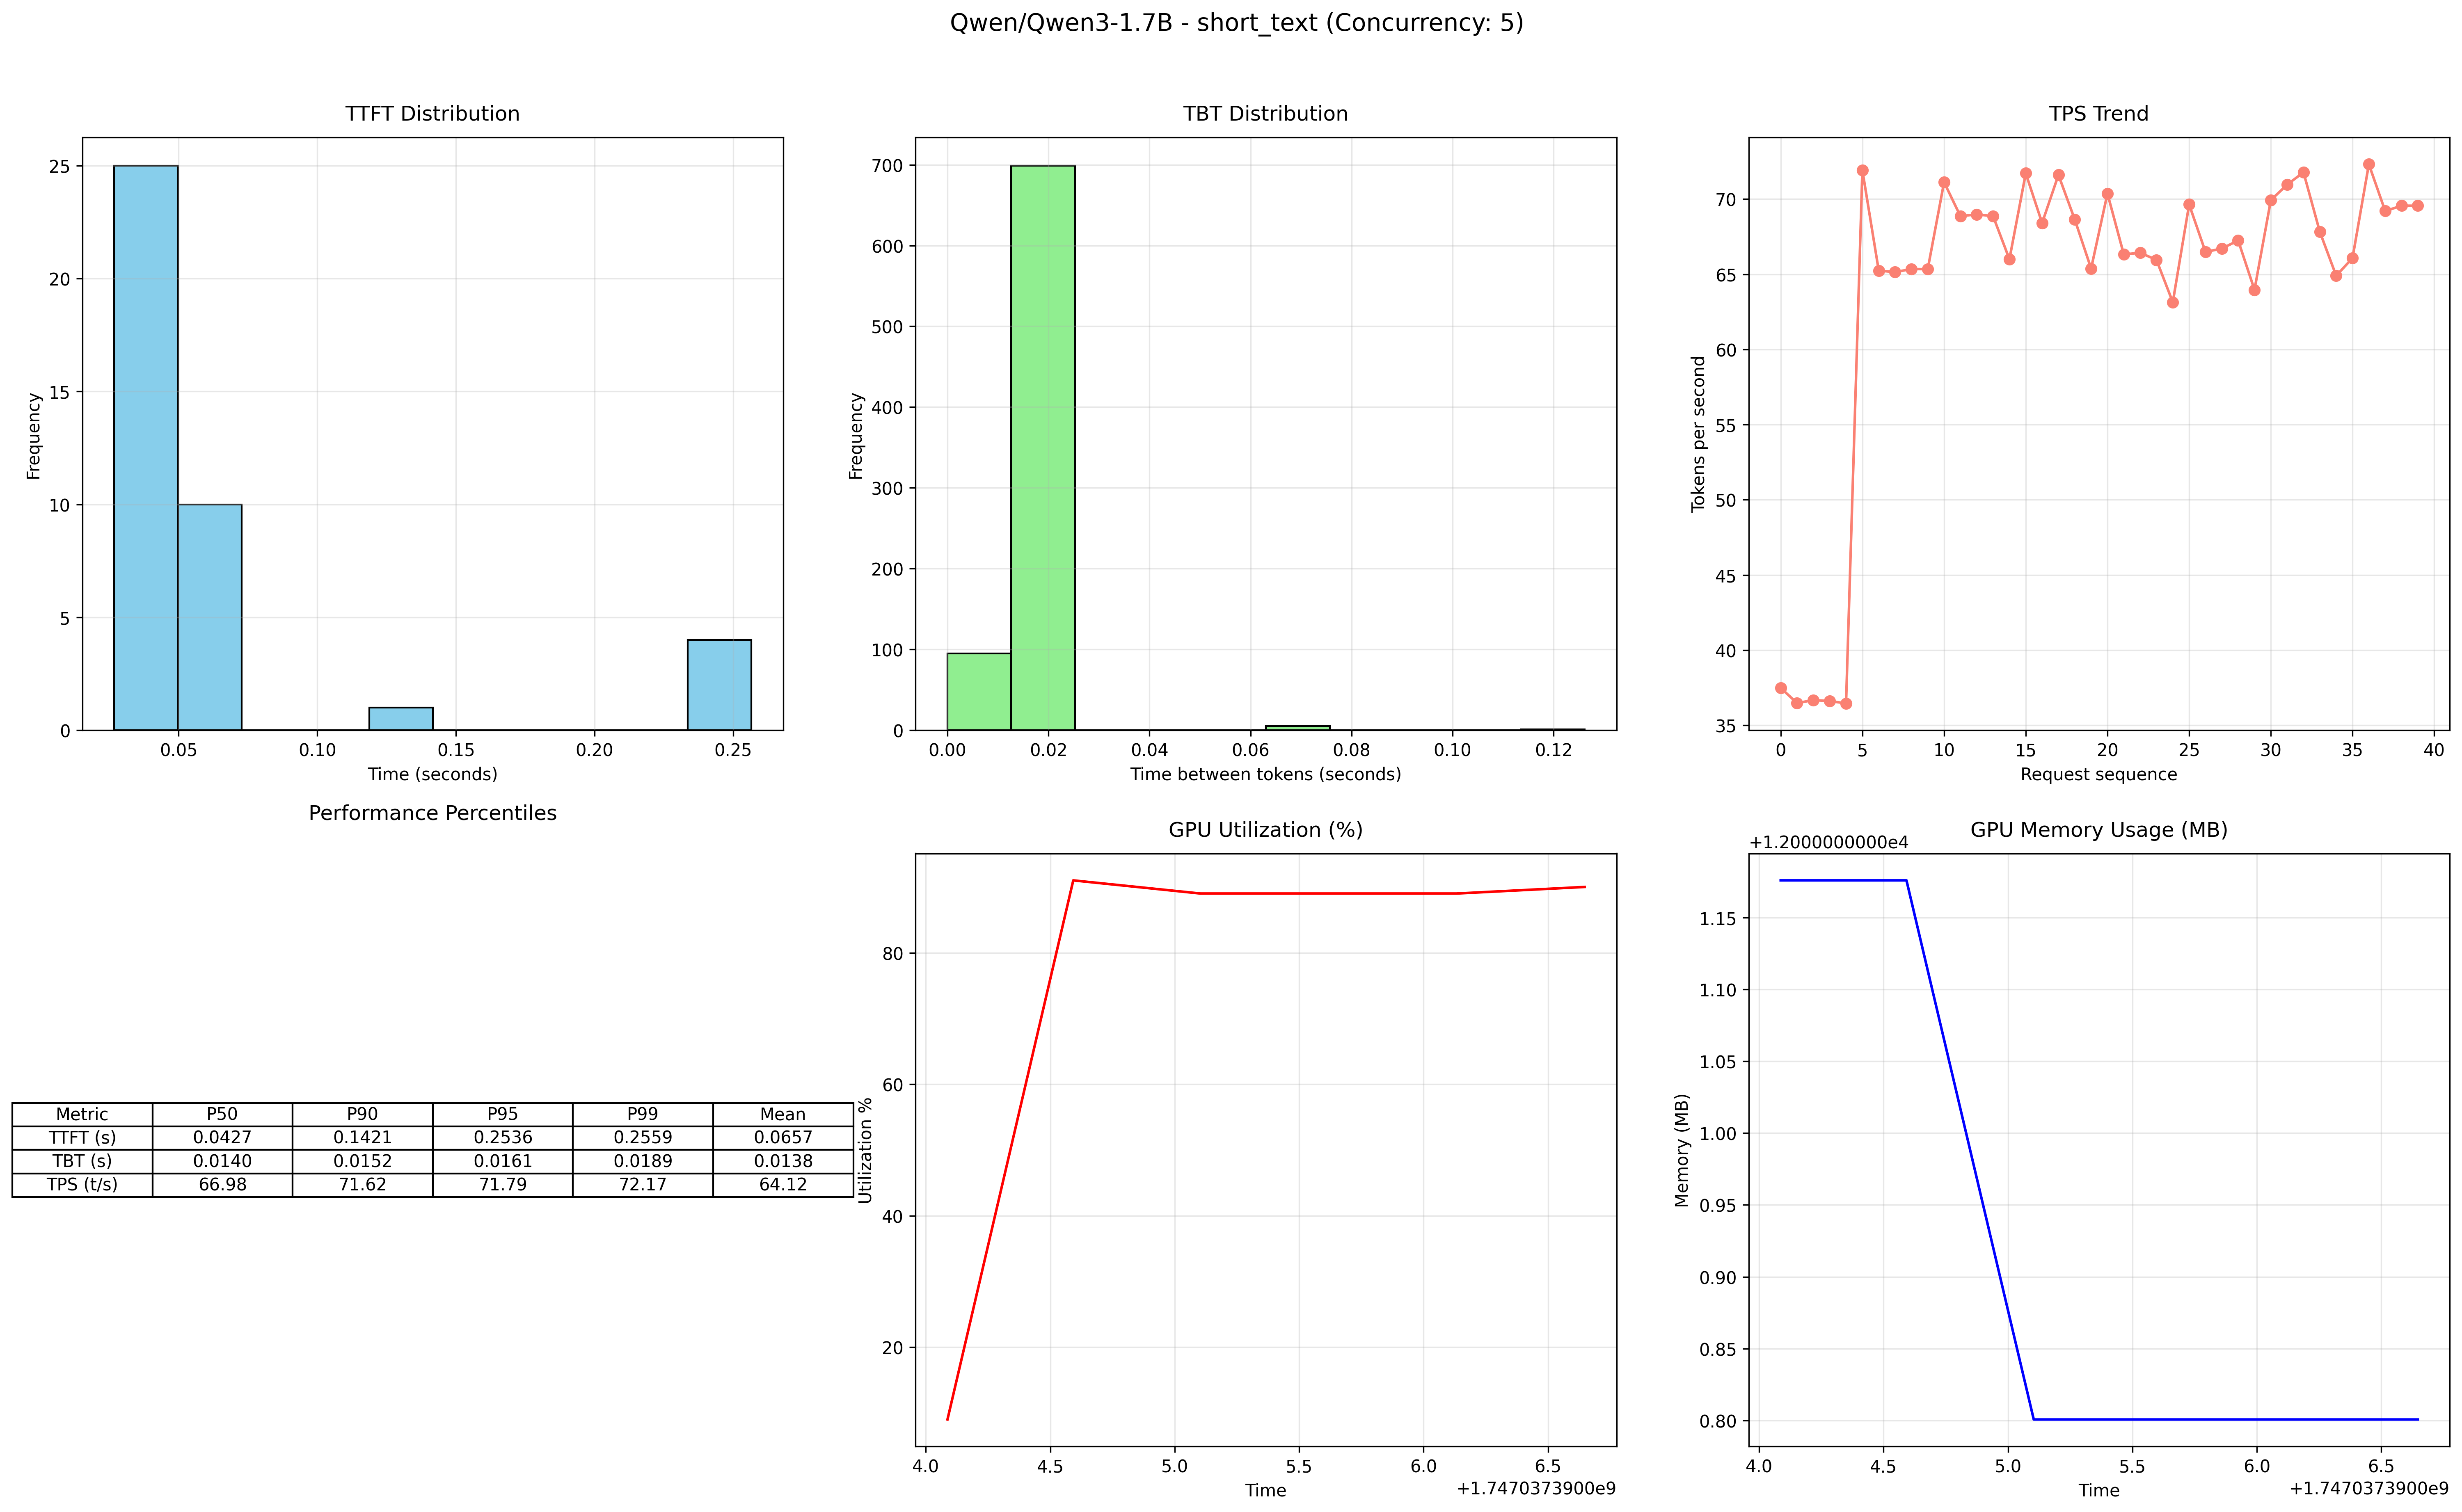 Qwen/Qwen3-1.7B - short_text (Concurrency: 5)
TTFT Distribution
25
20
15
10
5
0
Frequency
0.05 0.10 0.15 0.20 0.25
Time (seconds)
TBT Distribution
700
600
500
400
300
200
100
0
Frequency
0.00 0.02 0.04 0.06 0.08 0.10 0.12
Time between tokens (seconds)
TPS Trend
70
65
60
55
50
45
40
35
Tokens per second
0 5 10 15 20 25 30 35 40
Request sequence
Performance Percentiles
Metric P50 P90 P95 P99 Mean
TTFT (s) 0.0427 0.1421 0.2536 0.2559 0.0657
TBT (s) 0.0140 0.0152 0.0161 0.0189 0.0138
TPS (t/s) 66.98 71.62 71.79 72.17 64.12
GPU Utilization (%)
80
60
40
20
Utilization %
4.0 4.5 5.0 5.5 6.0 6.5
Time
+1.7470373900e9
GPU Memory Usage (MB)
+1.2000000000e4
1.15
1.10
1.05
1.00
0.95
0.90
0.85
0.80
Memory (MB)
4.0 4.5 5.0 5.5 6.0 6.5
Time
+1.7470373900e9